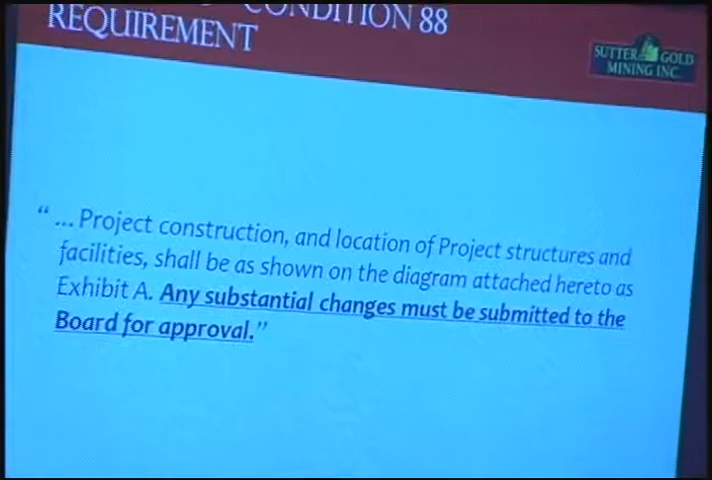 CONDITION 88
REQUIREMENT
SUTTER GOLD
MINING INC.
“ ... Project construction, and location of Project structures and
facilities, shall be as shown on the diagram attached hereto as
Exhibit A. Any substantial changes must be submitted to the
Board for approval.”